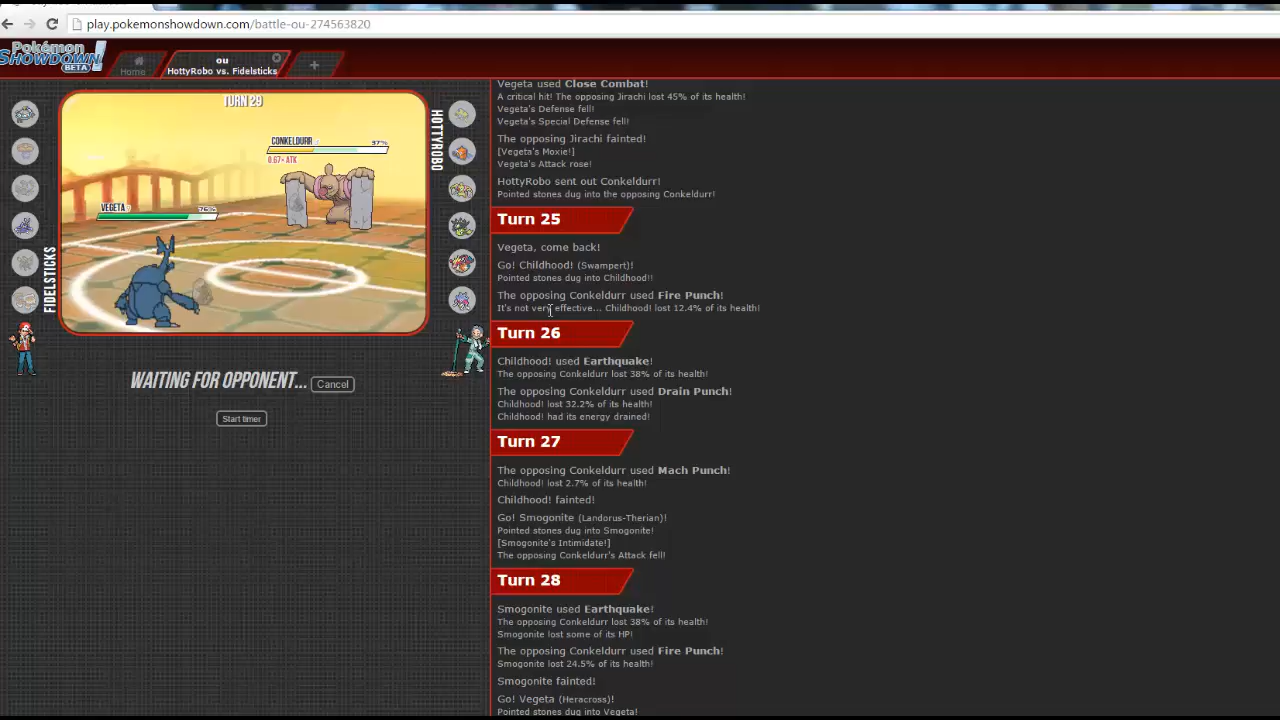 play.pokemonshowdown.com/battle-ou-274563820
Pokémon
SHOWDOWN!
BETA
Home
ou
HottyRobo vs. Fidelsticks
+
TURN 29
HOTTYROBO
FIDELSTICKS
CONKELDURR
37%
0.67× ATK
VEGETA
76%
WAITING FOR OPPONENT...
Cancel
Start timer
Vegeta used Close Combat!
A critical hit! The opposing Jirachi lost 45% of its health!
Vegeta's Defense fell!
Vegeta's Special Defense fell!
The opposing Jirachi fainted!
[Vegeta's Moxie!]
Vegeta's Attack rose!
HottyRobo sent out Conkeldurr!
Pointed stones dug into the opposing Conkeldurr!
Turn 25
Vegeta, come back!
Go! Childhood! (Swampert)!
Pointed stones dug into Childhood!!
The opposing Conkeldurr used Fire Punch!
It's not very effective... Childhood! lost 12.4% of its health!
Turn 26
Childhood! used Earthquake!
The opposing Conkeldurr lost 38% of its health!
The opposing Conkeldurr used Drain Punch!
Childhood! lost 32.2% of its health!
Childhood! had its energy drained!
Turn 27
The opposing Conkeldurr used Mach Punch!
Childhood! lost 2.7% of its health!
Childhood! fainted!
Go! Smogonite (Landorus-Therian)!
Pointed stones dug into Smogonite!
[Smogonite's Intimidate!]
The opposing Conkeldurr's Attack fell!
Turn 28
Smogonite used Earthquake!
The opposing Conkeldurr lost 38% of its health!
Smogonite lost some of its HP!
The opposing Conkeldurr used Fire Punch!
Smogonite lost 24.5% of its health!
Smogonite fainted!
Go! Vegeta (Heracross)!
Pointed stones dug into Vegeta!